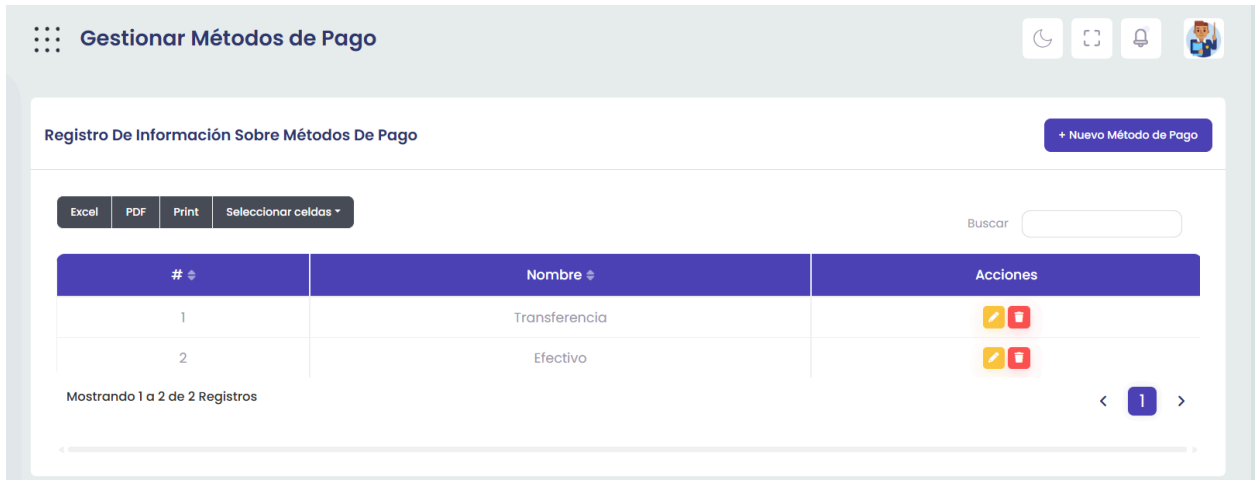 Gestionar Métodos de Pago
Registro De Información Sobre Métodos De Pago
+ Nuevo Método de Pago
Excel PDF Print Seleccionar celdas
Buscar
# Nombre Acciones
1 Transferencia
2 Efectivo
Mostrando 1 a 2 de 2 Registros
1